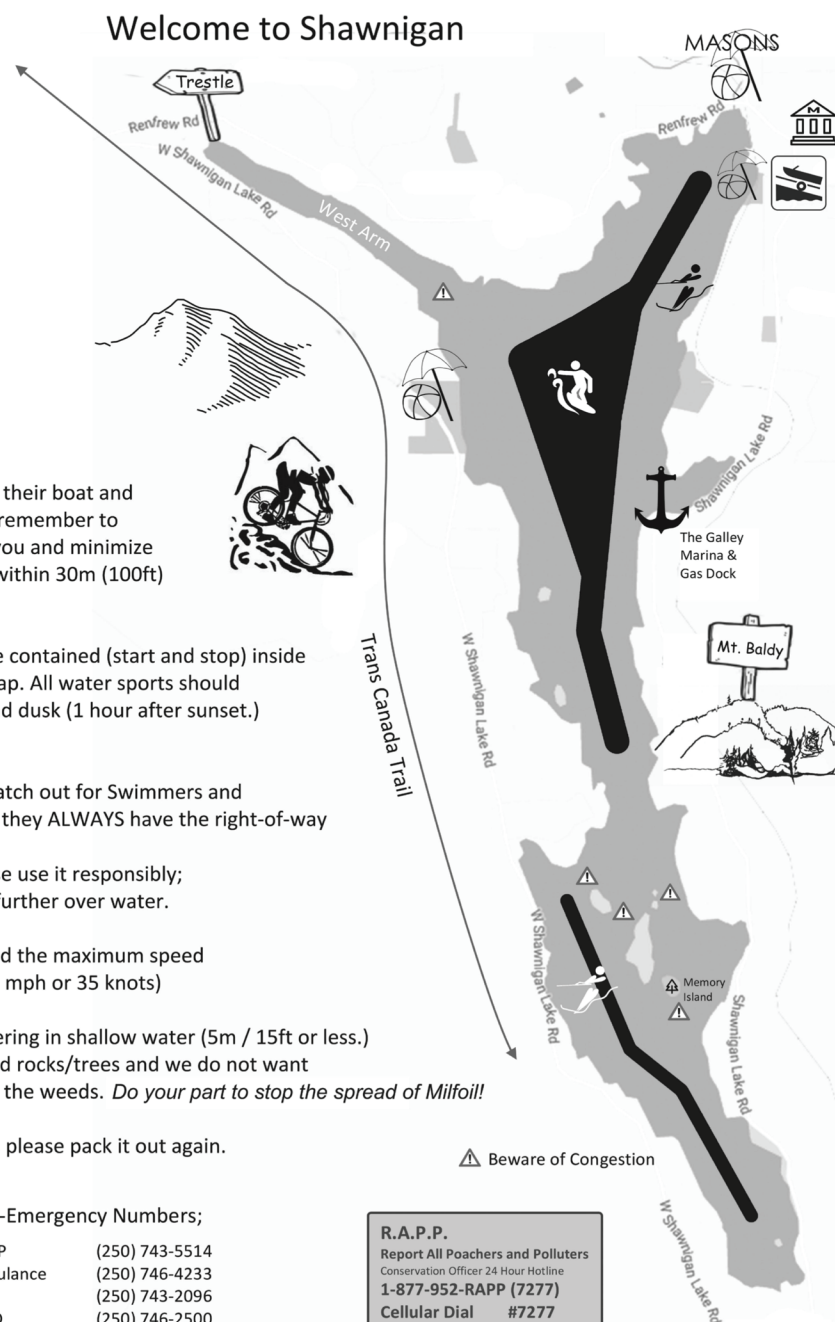 Welcome to Shawnigan
MASONS
Trestle
Renfrew Rd
Renfrew Rd
M
W Shawnigan Lake Rd
West Arm
their boat and
remember to
you and minimize
within 30m (100ft)
Shawnigan Lake Rd
The Galley
Marina &
Gas Dock
contained (start and stop) inside
ap. All water sports should
d dusk (1 hour after sunset.)
Trans Canada Trail
W Shawnigan Lake Rd
Mt. Baldy
atch out for Swimmers and
they ALWAYS have the right-of-way
e use it responsibly;
further over water.
d the maximum speed
mph or 35 knots)
W Shawnigan Lake Rd
Memory
Island
Shawnigan Lake Rd
ering in shallow water (5m / 15ft or less.)
d rocks/trees and we do not want
the weeds. Do your part to stop the spread of Milfoil!
please pack it out again.
Beware of Congestion
-Emergency Numbers;
P (250) 743-5514
ulance (250) 746-4233
(250) 743-2096
(250) 746-2500
R.A.P.P.
Report All Poachers and Polluters
Conservation Officer 24 Hour Hotline
1-877-952-RAPP (7277)
Cellular Dial #7277
W Shawnigan Lake Rd